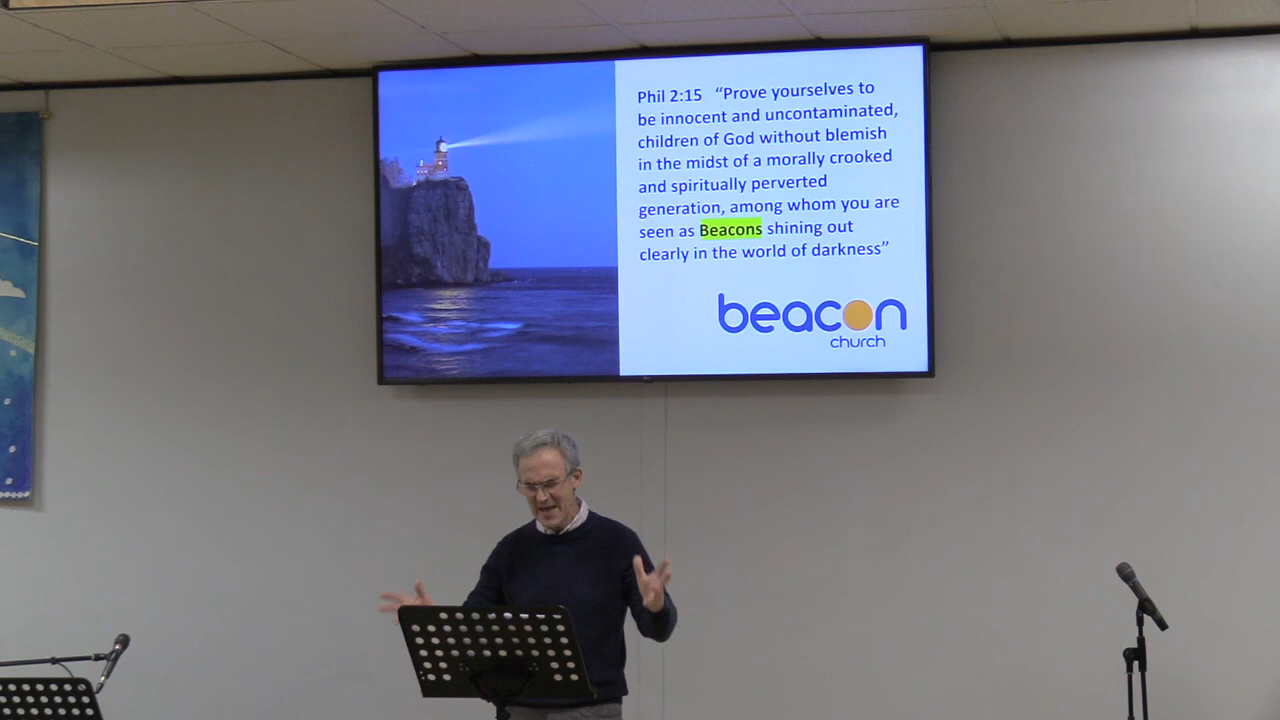 Phil 2:15 “Prove yourselves to
be innocent and uncontaminated,
children of God without blemish
in the midst of a morally crooked
and spiritually perverted
generation, among whom you are
seen as Beacons shining out
clearly in the world of darkness”
beacon
church